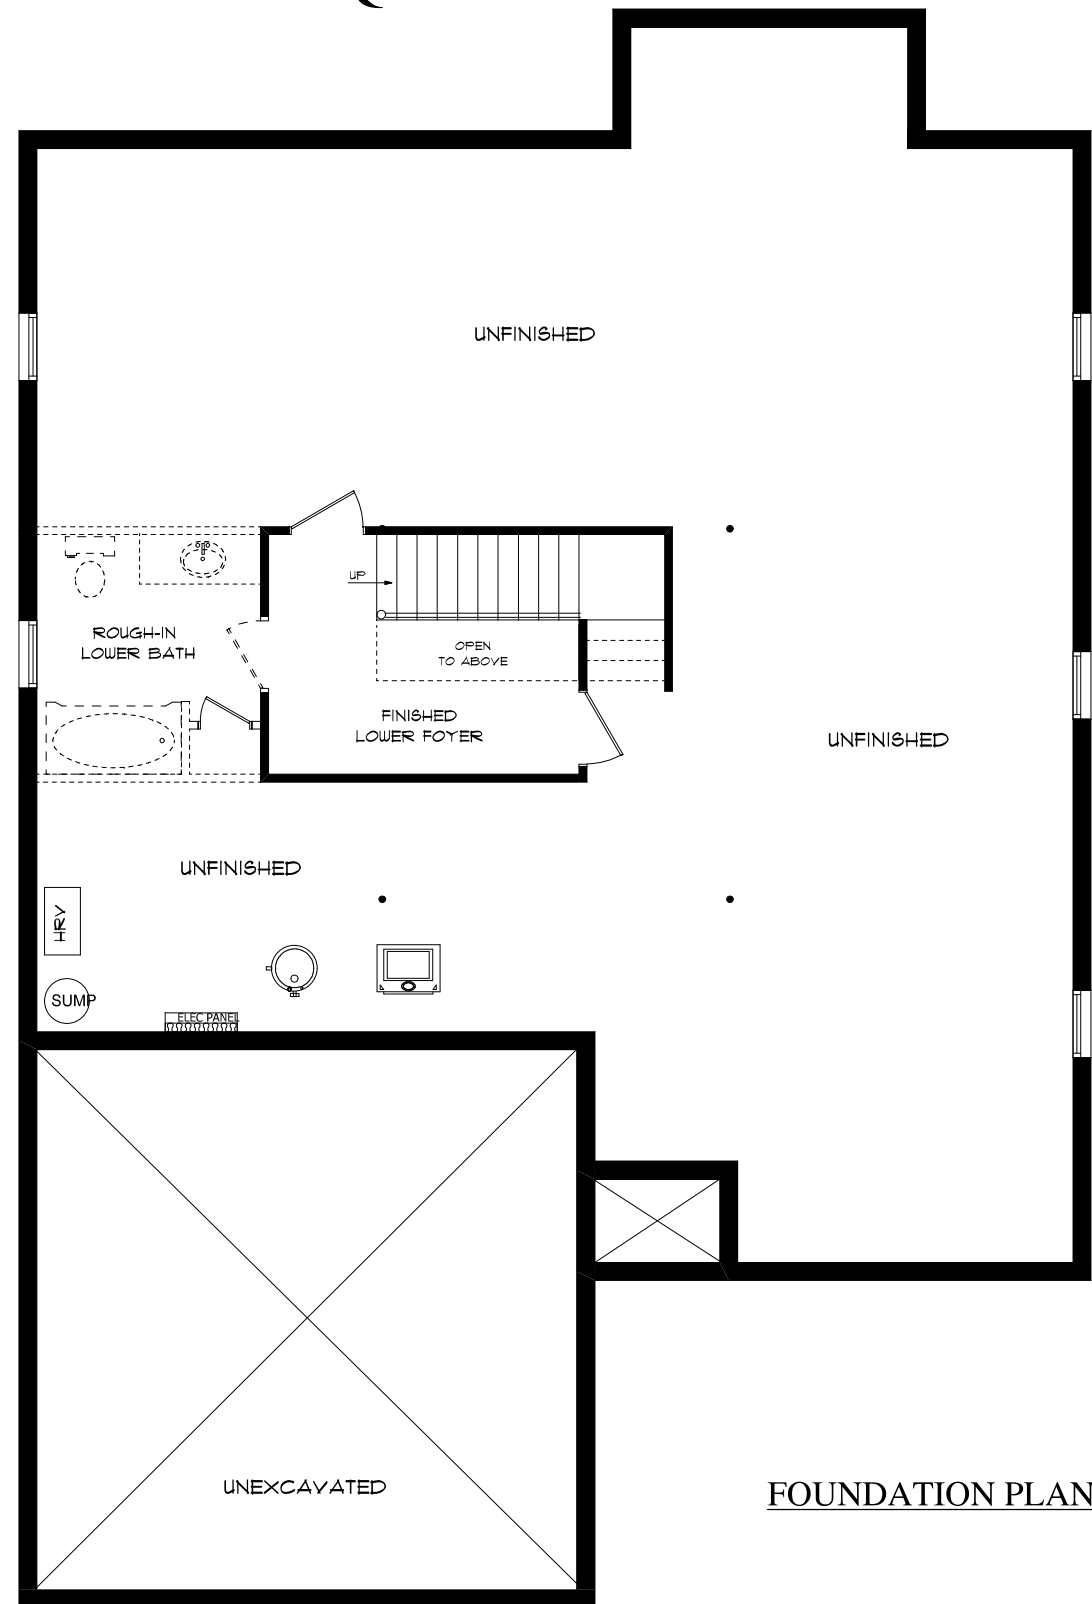 UNFINISHED
UP
ROUGH-IN
LOWER BATH
OPEN
TO ABOVE
FINISHED
LOWER FOYER
UNFINISHED
UNFINISHED
HRV
SUMP
ELEC PANEL
UNEXCAVATED
FOUNDATION PLAN